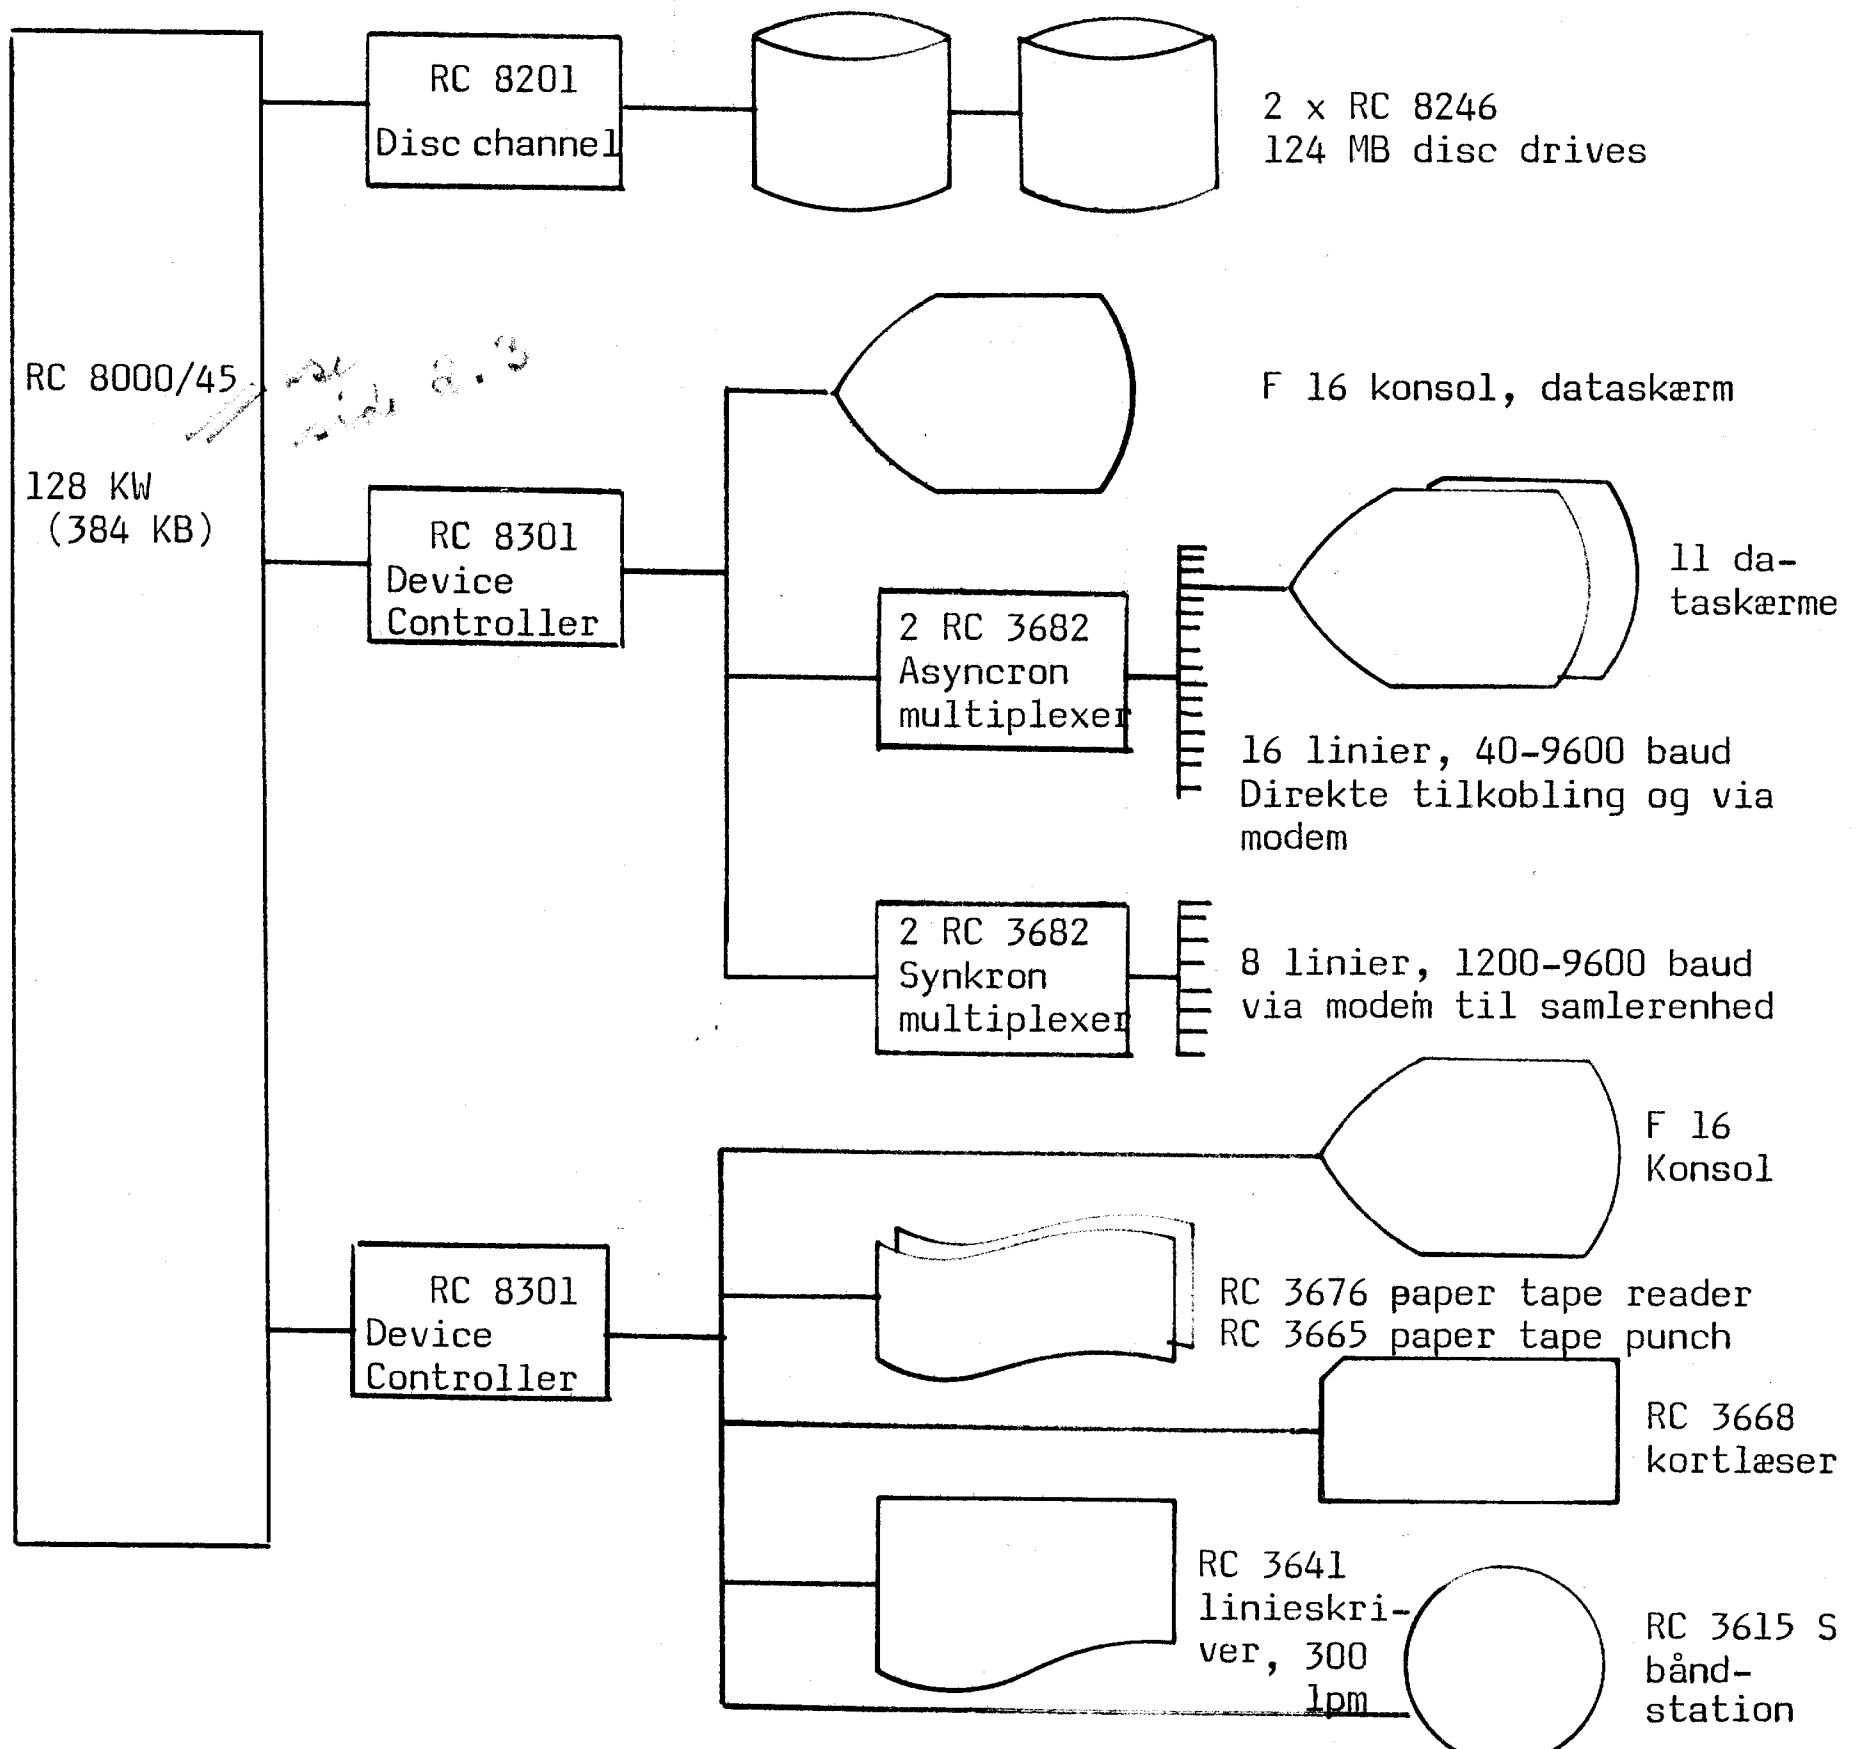 RC 8201
Disc channel
2 x RC 8246
124 MB disc drives
RC 8000/45
se
side 8.3
128 KW
(384 KB)
F 16 konsol, dataskærm
RC 8301
Device
Controller
11 da-
taskærme
2 RC 3682
Asyncron
multiplexer
16 linier, 40-9600 baud
Direkte tilkobling og via
modem
2 RC 3682
Synkron
multiplexer
8 linier, 1200-9600 baud
via modem til samlerenhed
F 16
Konsol
RC 8301
Device
Controller
RC 3676 paper tape reader
RC 3665 paper tape punch
RC 3668
kortlæser
RC 3641
linieskri-
ver, 300
lpm
RC 3615 S
bånd-
station